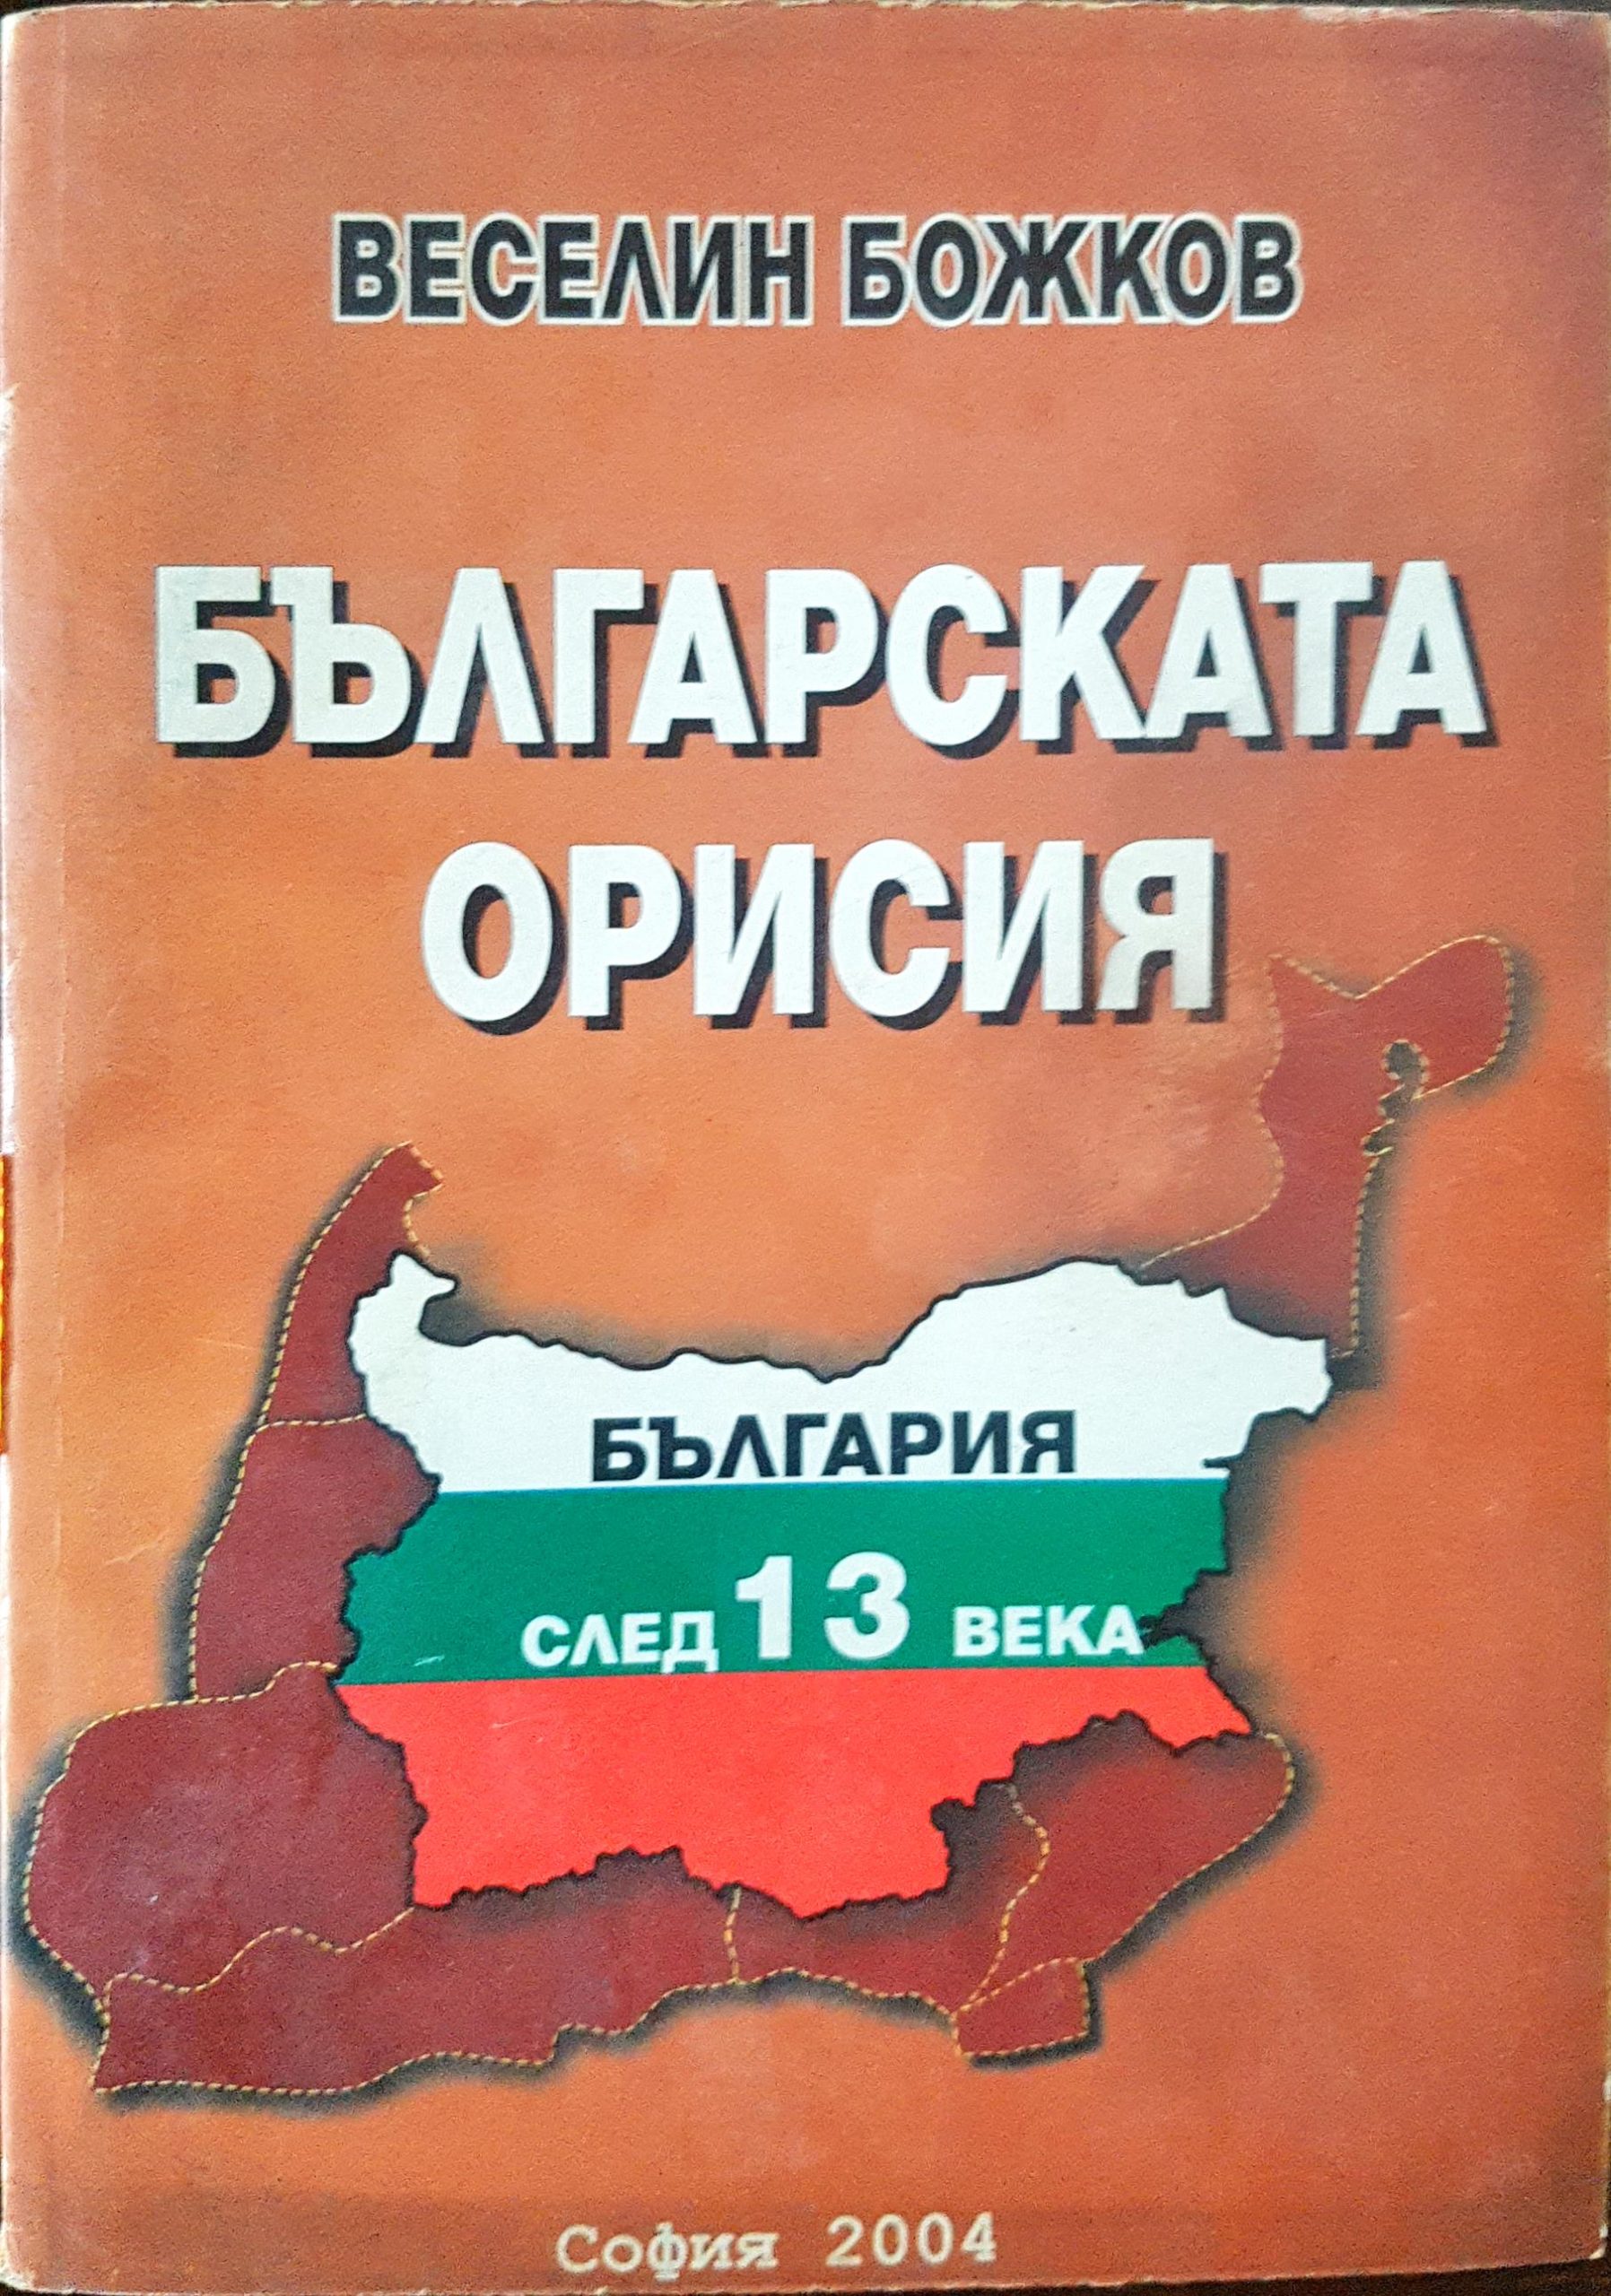 ВЕСЕЛИН БОЖКОВ
БЪЛГАРСКАТА
ОРИСИЯ
БЪЛГАРИЯ
СЛЕД 13 ВЕКА
София 2004